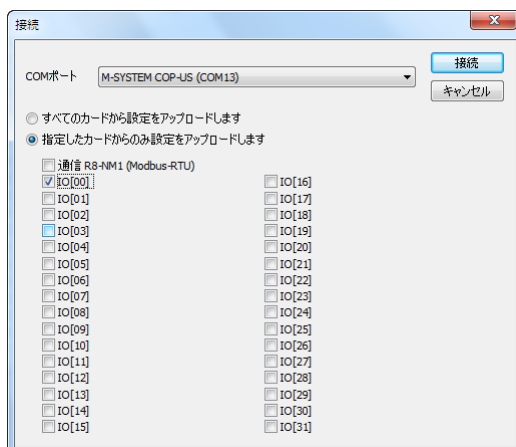 接続
COMポート
M-SYSTEM COP-US (COM13)
接続
キャンセル
すべてのカードから設定をアップロードします
指定したカードからのみ設定をアップロードします
通信 R8-NM1 (Modbus-RTU)
IO[00] IO[16]
IO[01] IO[17]
IO[02] IO[18]
IO[03] IO[19]
IO[04] IO[20]
IO[05] IO[21]
IO[06] IO[22]
IO[07] IO[23]
IO[08] IO[24]
IO[09] IO[25]
IO[10] IO[26]
IO[11] IO[27]
IO[12] IO[28]
IO[13] IO[29]
IO[14] IO[30]
IO[15] IO[31]